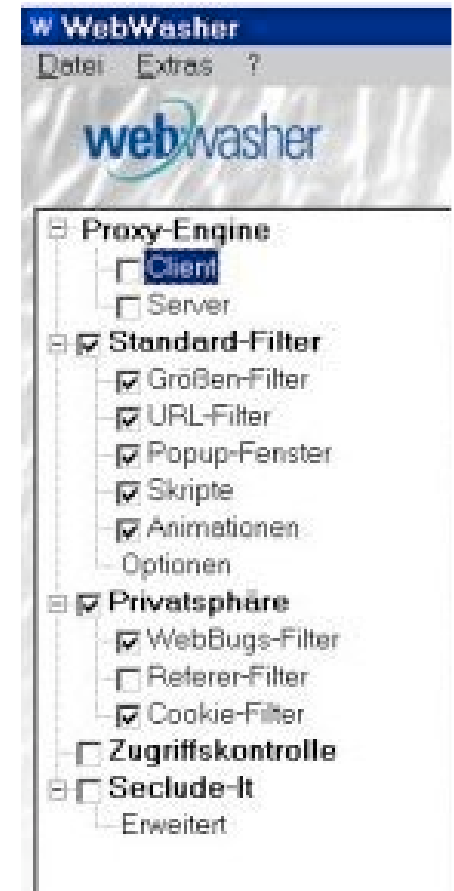 W WebWasher
Datei Extras ?
webwasher
Proxy-Engine
Client
Server
Standard-Filter
Größen-Filter
URL-Filter
Popup-Fenster
Skripte
Animationen
Optionen
Privatsphäre
WebBugs-Filter
Referer-Filter
Cookie-Filter
Zugriffskontrolle
Seclude-It
Erweitert